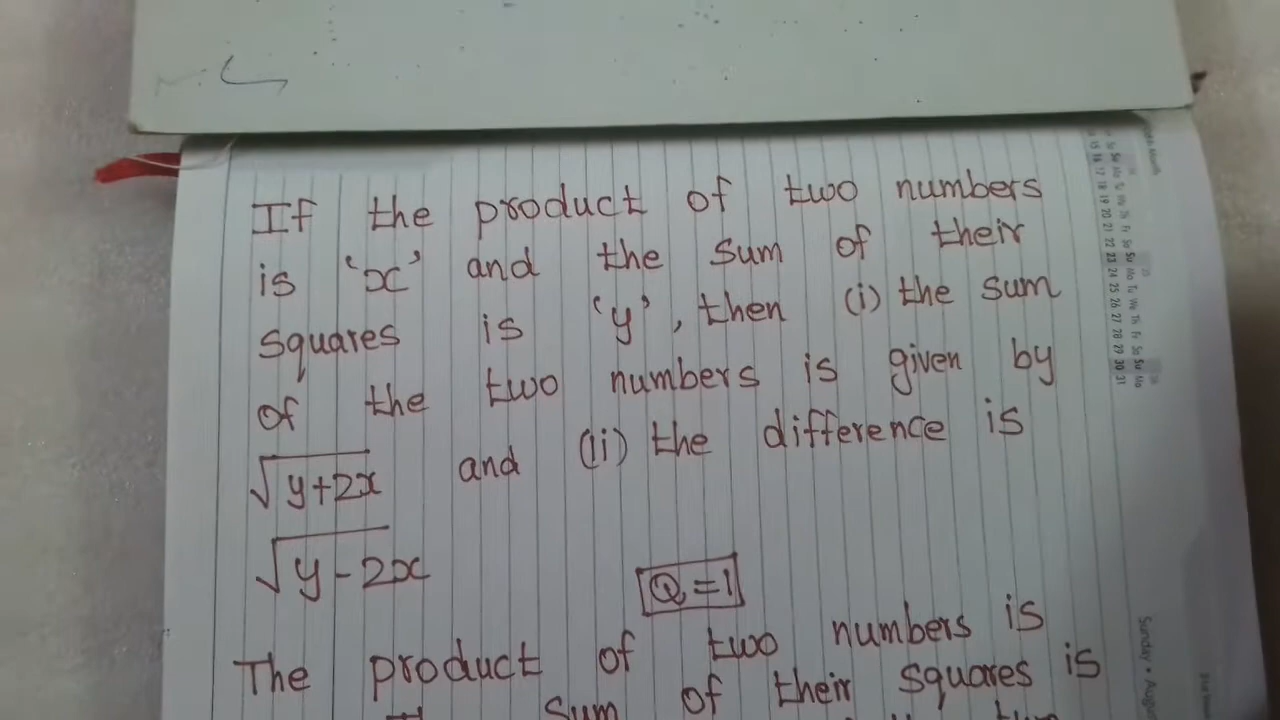 If the product of two numbers
is 'x' and the sum of their
squares is 'y', then (i) the sum
of the two numbers is given by
√y+2x and (ii) the difference is
√y-2x
Q=1
The product of two numbers is
Sum of their squares is
Sunday